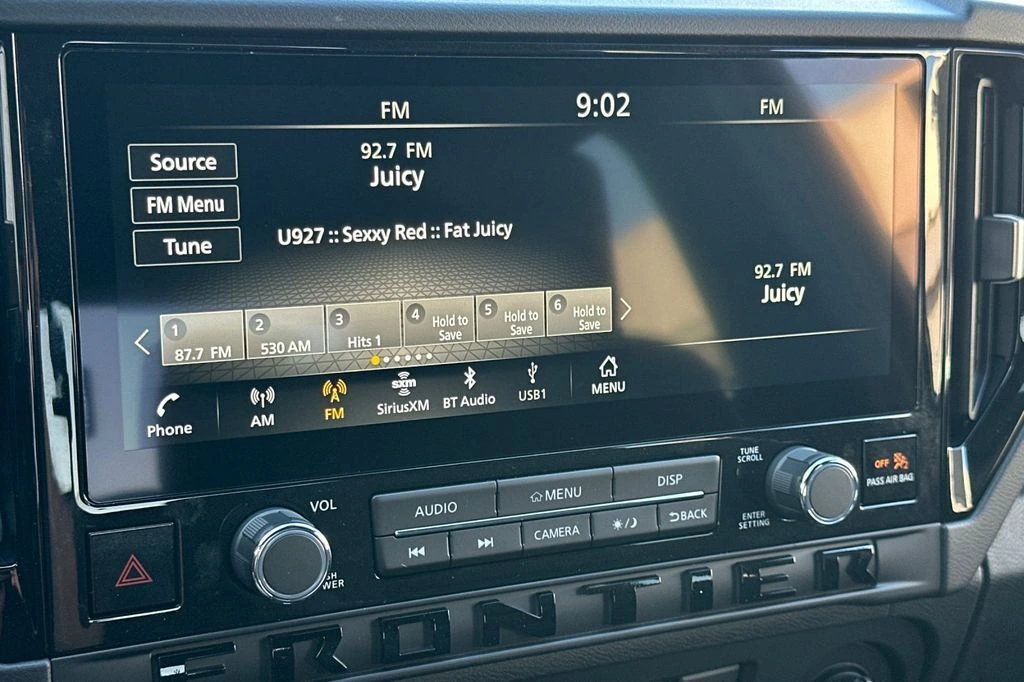 FM 9:02 FM
Source
FM Menu
Tune
92.7 FM
Juicy
U927 :: Sexxy Red :: Fat Juicy
92.7 FM
Juicy
1 87.7 FM
2 530 AM
3 Hits 1
4 Hold to Save
5 Hold to Save
6 Hold to Save
Phone
AM
FM
sxm
SiriusXM
BT Audio
USB1
MENU
VOL
AUDIO
MENU
DISP
CAMERA
BACK
TUNE
SCROLL
ENTER
SETTING
OFF
PASS AIR BAG
FRONTIER